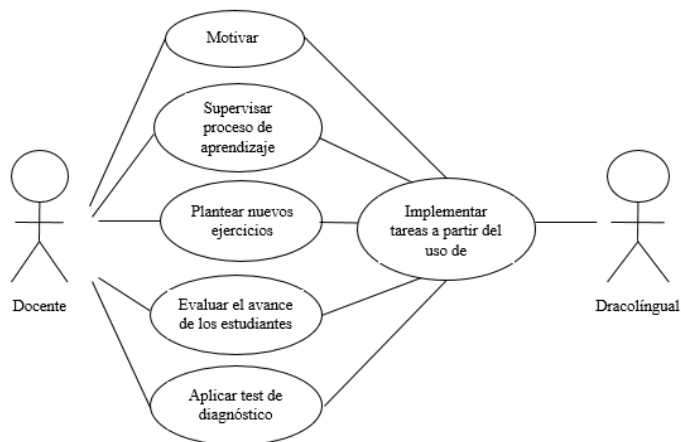 Motivar
Supervisar
proceso de
aprendizaje
Plantear nuevos
ejercicios
Implementar
tareas a partir del
uso de
Docente
Evaluar el avance
de los estudiantes
Dracolíngual
Aplicar test de
diagnóstico